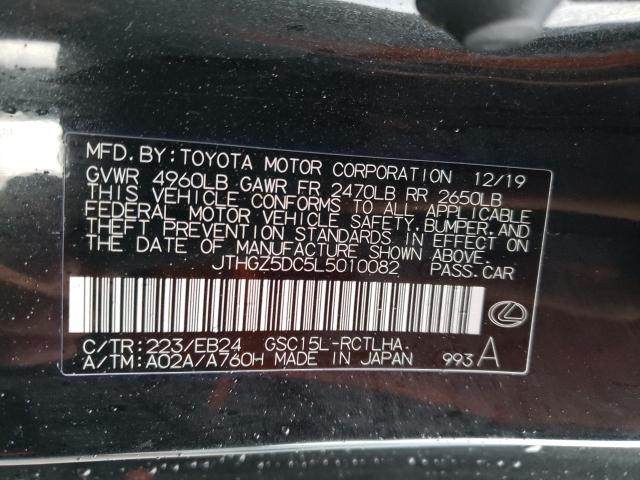 MFD. BY: TOYOTA MOTOR CORPORATION 12/19
GVWR 4960LB GAWR FR 2470LB RR 2650LB
THIS VEHICLE CONFORMS TO ALL APPLICABLE
FEDERAL MOTOR VEHICLE SAFETY, BUMPER, AND
THEFT PREVENTION STANDARDS IN EFFECT ON
THE DATE OF MANUFACTURE SHOWN ABOVE.
JTHGZ5DC5L5010082 PASS. CAR
C/TR: 223/EB24 GSC15L-RCTLHA
A/TM: A02A/A760H MADE IN JAPAN 993 A